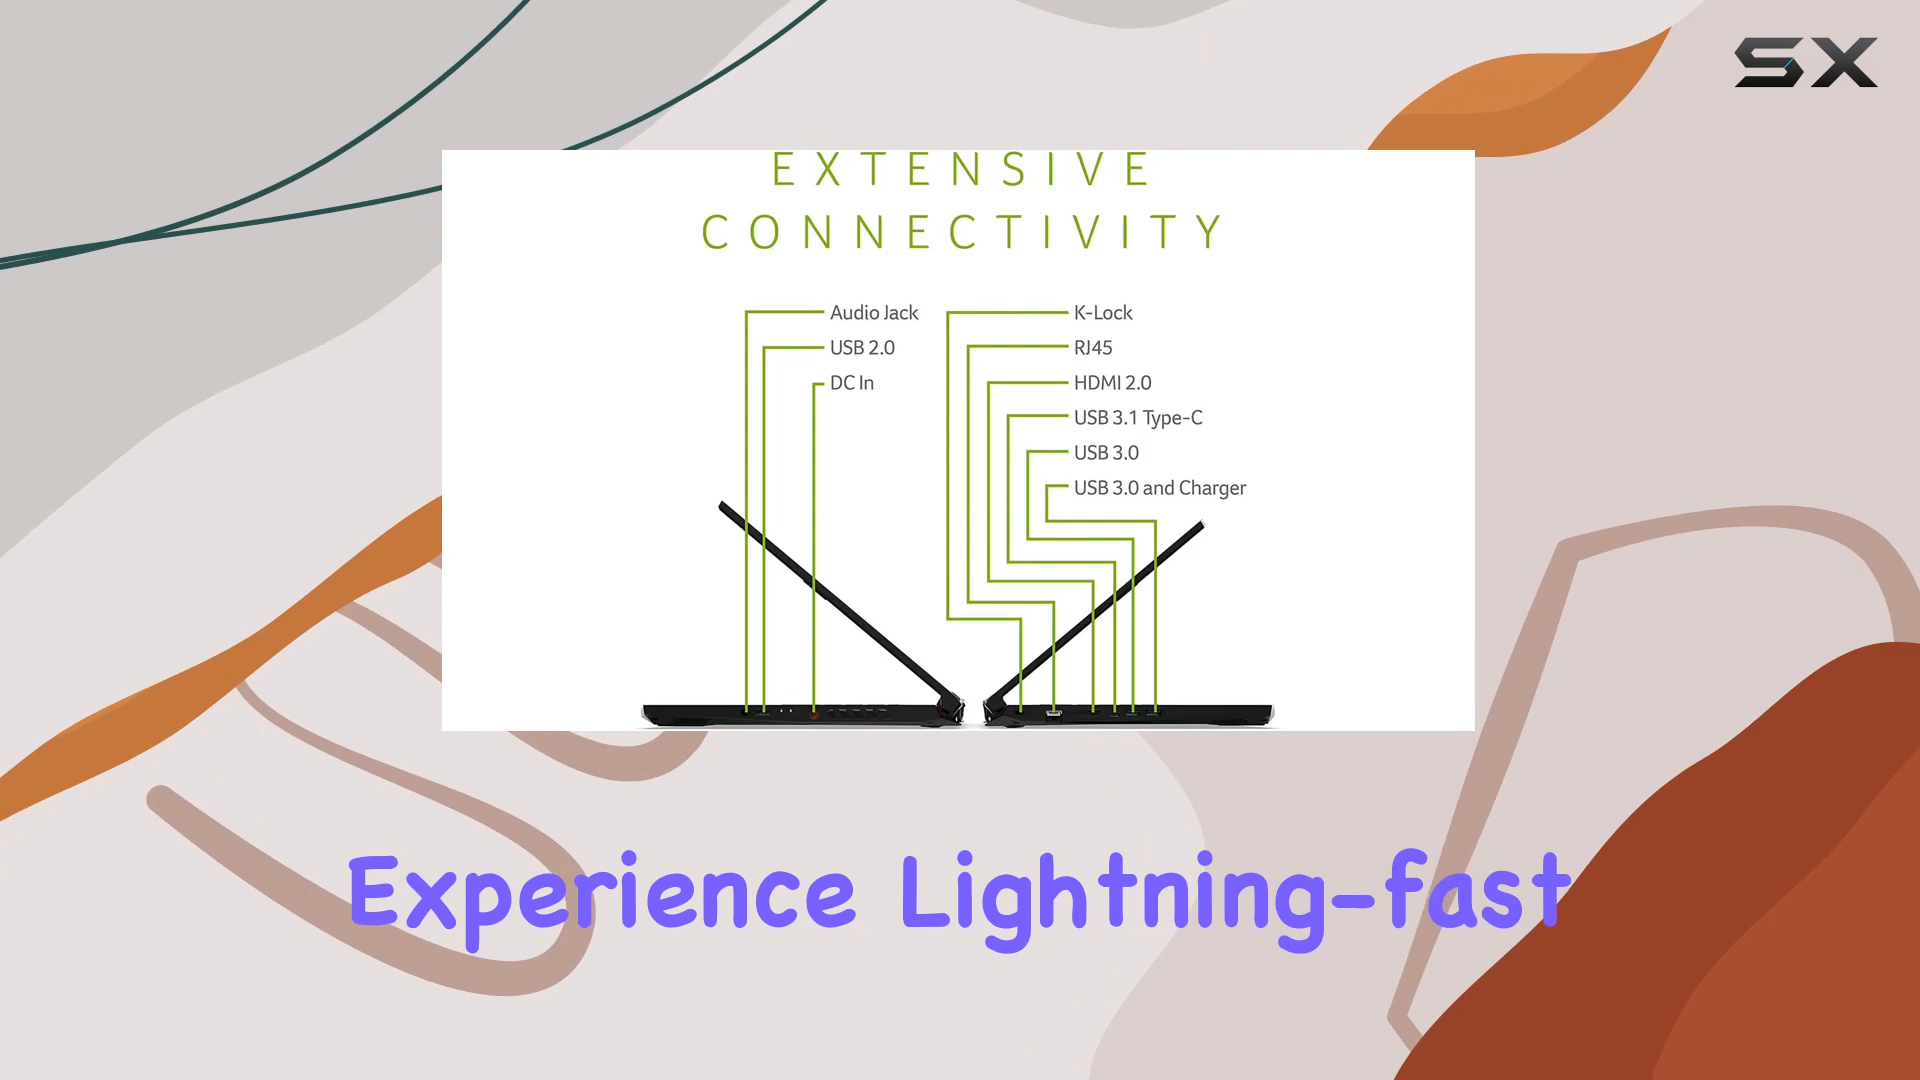 SX
EXTENSIVE
CONNECTIVITY
Audio Jack
USB 2.0
DC In
K-Lock
RJ45
HDMI 2.0
USB 3.1 Type-C
USB 3.0
USB 3.0 and Charger
Experience Lightning-fast